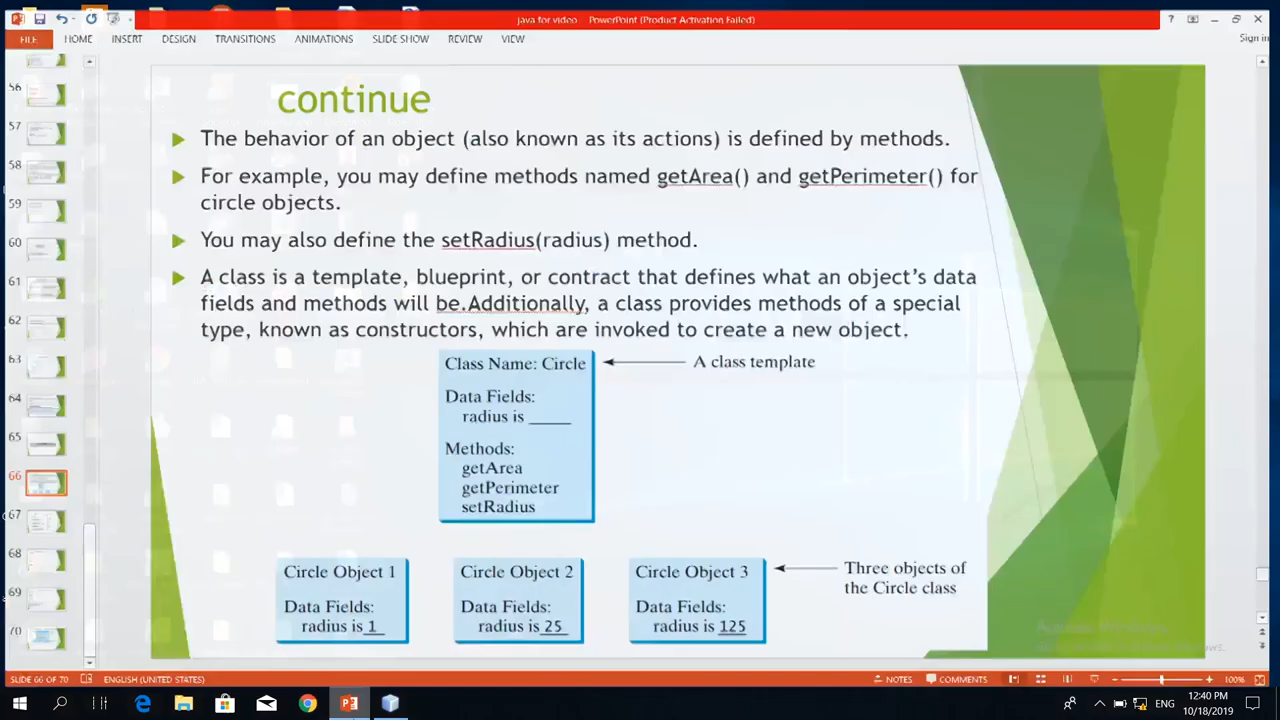 java for video - PowerPoint (Product Activation Failed)
FILE HOME INSERT DESIGN TRANSITIONS ANIMATIONS SLIDE SHOW REVIEW VIEW
Sign in
56
57
58
59
60
61
62
63
64
65
66
67
68
69
70
continue
The behavior of an object (also known as its actions) is defined by methods.
For example, you may define methods named getArea() and getPerimeter() for
circle objects.
You may also define the setRadius(radius) method.
A class is a template, blueprint, or contract that defines what an object's data
fields and methods will be.Additionally, a class provides methods of a special
type, known as constructors, which are invoked to create a new object.
Class Name: Circle
A class template
Data Fields:
radius is ____
Methods:
getArea
getPerimeter
setRadius
Circle Object 1
Data Fields:
radius is 1
Circle Object 2
Data Fields:
radius is 25
Circle Object 3
Data Fields:
radius is 125
Three objects of
the Circle class
SLIDE 66 OF 70 ENGLISH (UNITED STATES) NOTES COMMENTS 100%
ENG
12:40 PM
10/18/2019